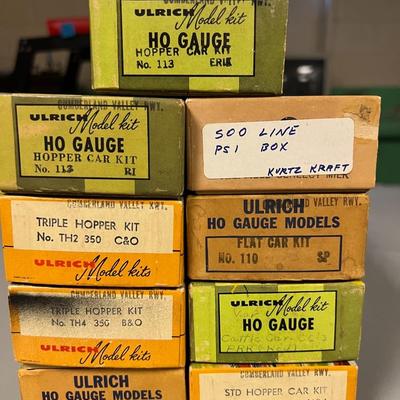 CUMBERLAND VALLEY RWY.
ULRICH Model kit
HO GAUGE
HOPPER CAR KIT
No. 113 ERIE
CUMBERLAND VALLEY RWY.
ULRICH Model kit
HO GAUGE
HOPPER CAR KIT
No. 113 RI
SOO LINE
PS1 BOX
KURTZ KRAFT
CUMBERLAND VALLEY RWY.
TRIPLE HOPPER KIT
No. TH2 350 C&O
ULRICH Model kits
CUMBERLAND VALLEY RWY.
ULRICH
HO GAUGE MODELS
FLAT CAR KIT
NO. 110 SP
CUMBERLAND VALLEY RWY.
TRIPLE HOPPER KIT
No. TH4 350 B&O
ULRICH Model kits
ULRICH Model kit
HO GAUGE
ULRICH
HO GAUGE MODELS
CUMBERLAND VALLEY RWY.
STD HOPPER CAR KIT